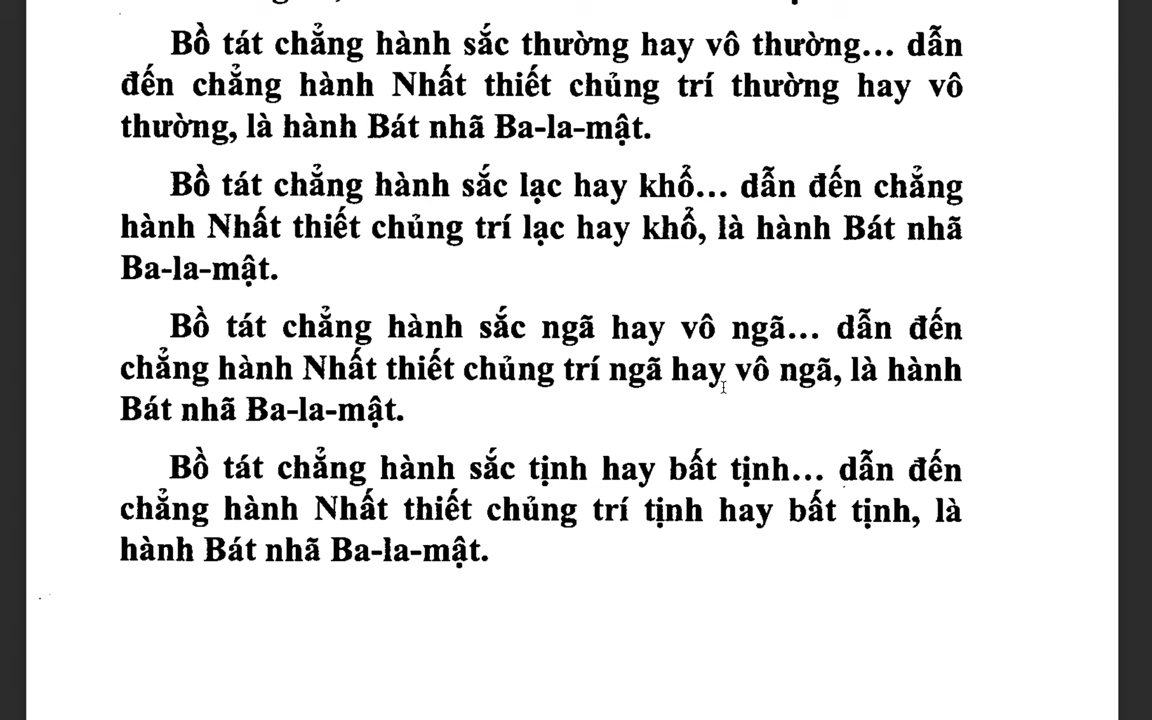 Bồ tát chẳng hành sắc thường hay vô thường... dẫn
đến chẳng hành Nhất thiết chủng trí thường hay vô
thường, là hành Bát nhã Ba-la-mật.
Bồ tát chẳng hành sắc lạc hay khổ... dẫn đến chẳng
hành Nhất thiết chủng trí lạc hay khổ, là hành Bát nhã
Ba-la-mật.
Bồ tát chẳng hành sắc ngã hay vô ngã... dẫn đến
chẳng hành Nhất thiết chủng trí ngã hay vô ngã, là hành
Bát nhã Ba-la-mật.
Bồ tát chẳng hành sắc tịnh hay bất tịnh... dẫn đến
chẳng hành Nhất thiết chủng trí tịnh hay bất tịnh, là
hành Bát nhã Ba-la-mật.